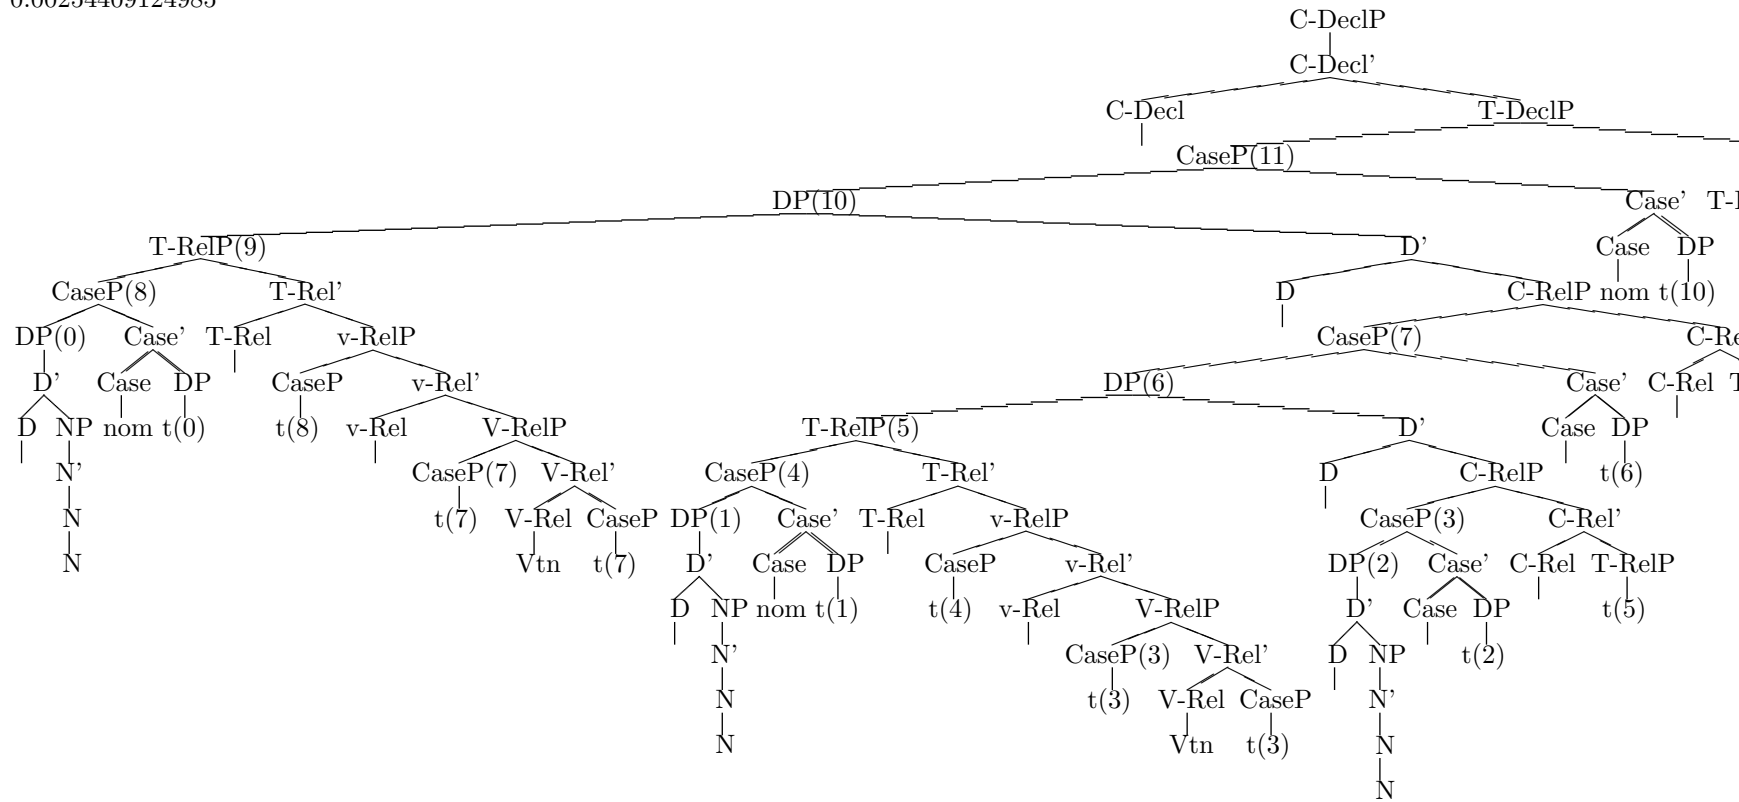 C-DeclP
C-Decl'
C-Decl T-DeclP
CaseP(11)
DP(10) Case'
T-RelP(9) D' Case DP
CaseP(8) T-Rel' D C-RelP nom t(10)
DP(0) Case' T-Rel v-RelP CaseP(7)
D' Case DP CaseP v-Rel' DP(6) Case' C-Rel
D NP nom t(0) t(8) v-Rel V-RelP T-RelP(5) D' Case DP
N' CaseP(7) V-Rel' CaseP(4) T-Rel' D C-RelP t(6)
N t(7) V-Rel CaseP DP(1) Case' T-Rel v-RelP CaseP(3) C-Rel'
N Vtn t(7) D' Case DP CaseP v-Rel' DP(2) Case' C-Rel T-RelP
D NP nom t(1) t(4) v-Rel V-RelP D' Case DP t(5)
N' CaseP(3) V-Rel' D NP t(2)
N t(3) V-Rel CaseP N'
N Vtn t(3) N
N